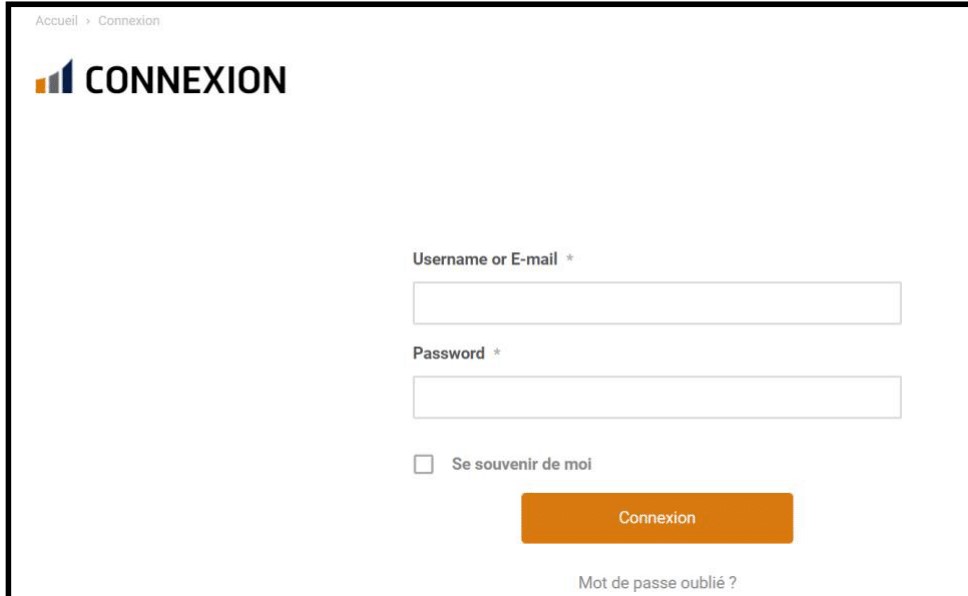 Accueil › Connexion
CONNEXION
Username or E-mail *
Password *
Se souvenir de moi
Connexion
Mot de passe oublié ?